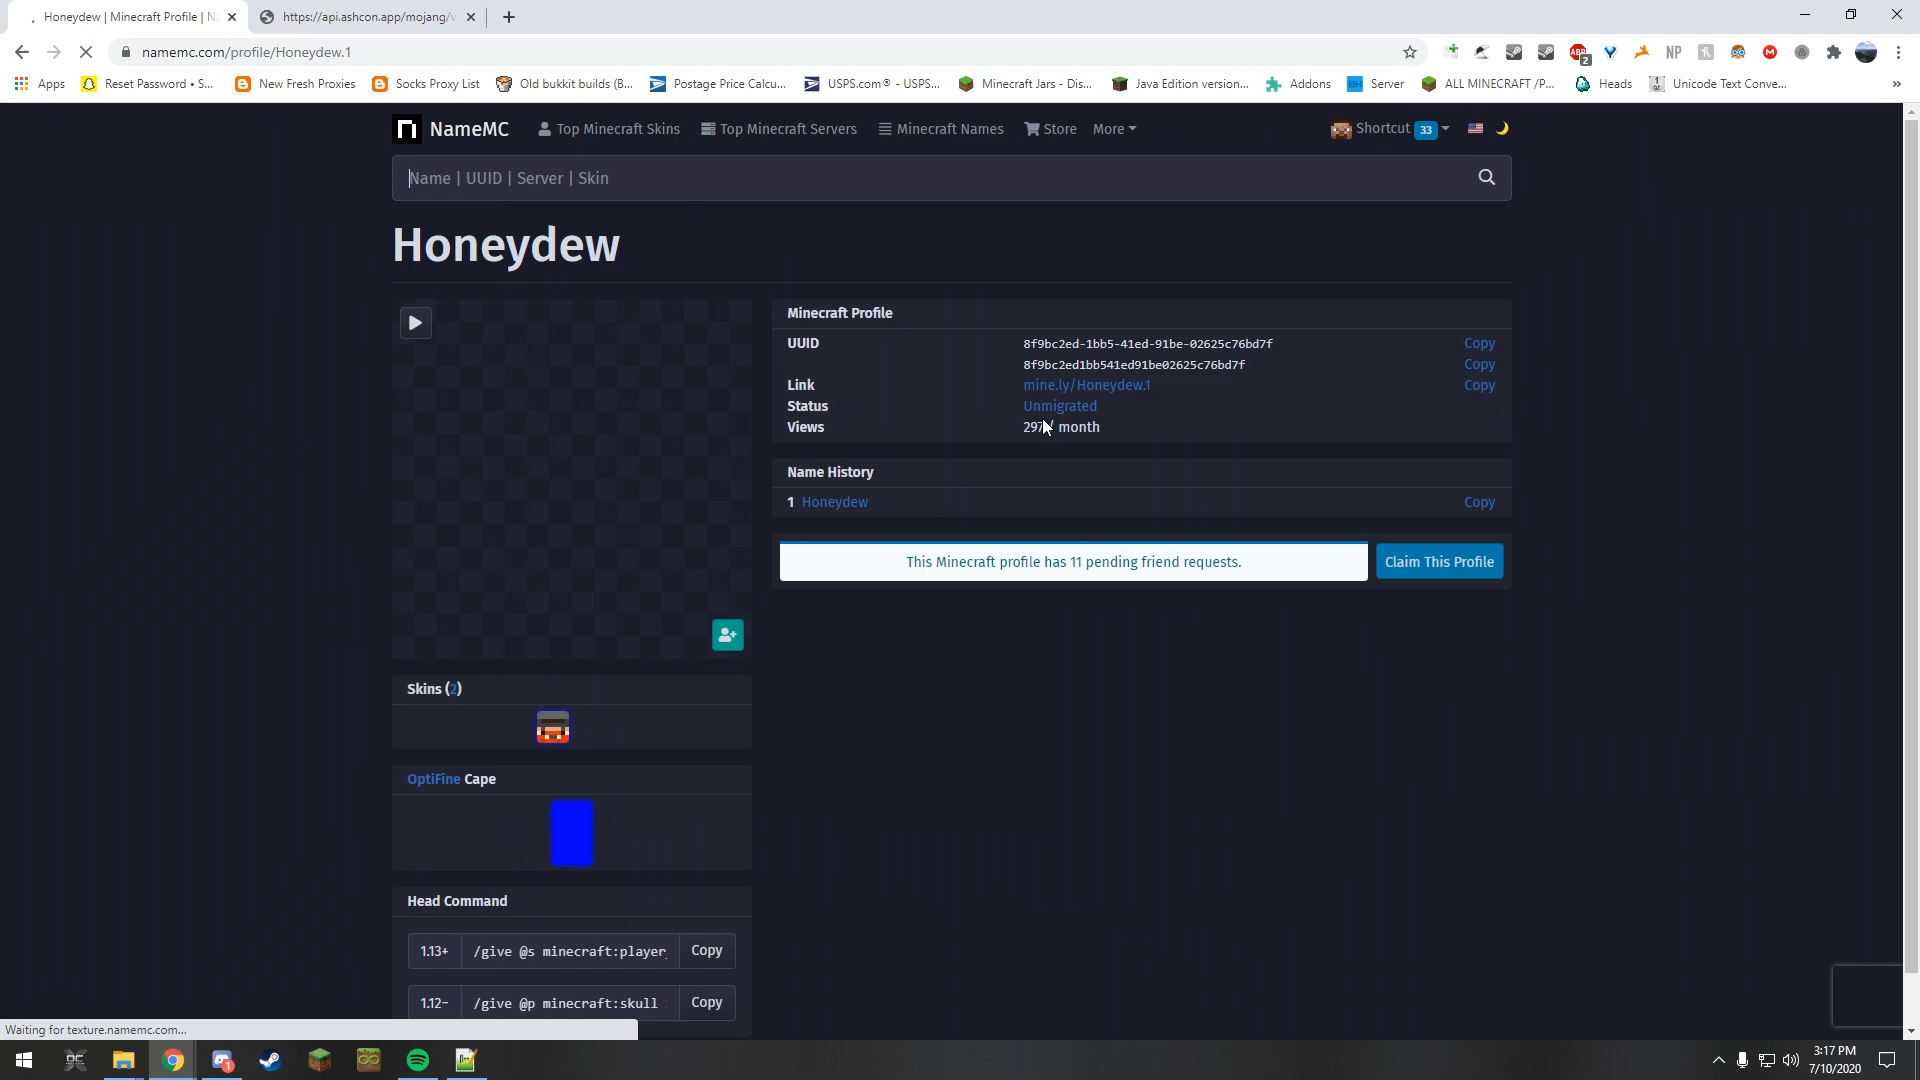 Honeydew | Minecraft Profile | N
https://api.ashcon.app/mojang/v
namemc.com/profile/Honeydew.1
2
NP
Apps
Reset Password • S...
New Fresh Proxies
Socks Proxy List
Old bukkit builds (B...
Postage Price Calcu...
USPS.com® - USPS...
Minecraft Jars - Dis...
Java Edition version...
Addons
BH
Server
ALL MINECRAFT /P...
Heads
Unicode Text Conve...
»
NameMC
Top Minecraft Skins
Top Minecraft Servers
Minecraft Names
Store
More
Shortcut 33
Name | UUID | Server | Skin
Honeydew
Minecraft Profile
UUID 8f9bc2ed-1bb5-41ed-91be-02625c76bd7f Copy
8f9bc2ed1bb541ed91be02625c76bd7f Copy
Link mine.ly/Honeydew.1 Copy
Status Unmigrated
Views / month
Name History
1 Honeydew Copy
This Minecraft profile has 11 pending friend requests.
Claim This Profile
Skins (2)
OptiFine Cape
Head Command
1.13+ /give @s minecraft:player_ Copy
1.12- /give @p minecraft:skull Copy
Waiting for texture.namemc.com...
1
3:17 PM
7/10/2020